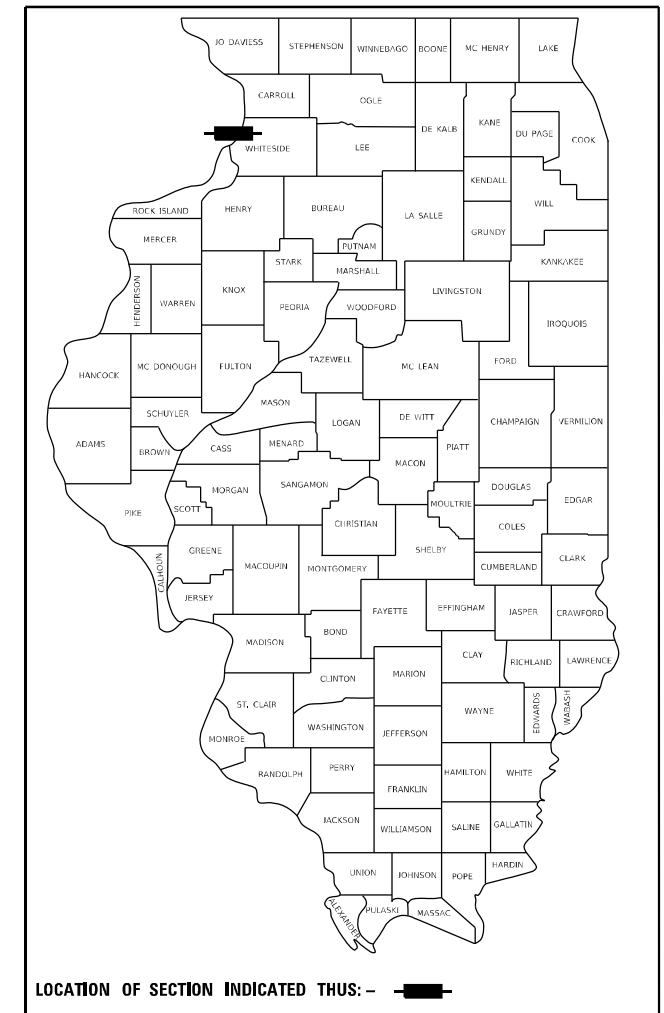 JO DAVIESS STEPHENSON WINNEBAGO BOONE MC HENRY LAKE
CARROLL OGLE
DE KALB KANE DU PAGE COOK
WHITESIDE LEE
KENDALL
WILL
ROCK ISLAND HENRY BUREAU LA SALLE
GRUNDY
MERCER PUTNAM
STARK MARSHALL KANKAKEE
HENDERSON WARREN KNOX LIVINGSTON
PEORIA WOODFORD
IROQUOIS
HANCOCK MC DONOUGH FULTON TAZEWELL MC LEAN FORD
MASON
SCHUYLER LOGAN DE WITT CHAMPAIGN VERMILION
ADAMS BROWN CASS MENARD PIATT
MACON
MORGAN SANGAMON DOUGLAS
PIKE SCOTT MOULTRIE EDGAR
CHRISTIAN COLES
GREENE SHELBY
CALHOUN MACOUPIN MONTGOMERY CUMBERLAND CLARK
JERSEY
FAYETTE EFFINGHAM JASPER CRAWFORD
MADISON BOND
CLAY RICHLAND LAWRENCE
CLINTON MARION
ST. CLAIR WAYNE EDWARDS WABASH
WASHINGTON JEFFERSON
MONROE
RANDOLPH PERRY HAMILTON WHITE
FRANKLIN
JACKSON WILLIAMSON SALINE GALLATIN
UNION JOHNSON POPE HARDIN
ALEXANDER PULASKI MASSAC
LOCATION OF SECTION INDICATED THUS: –